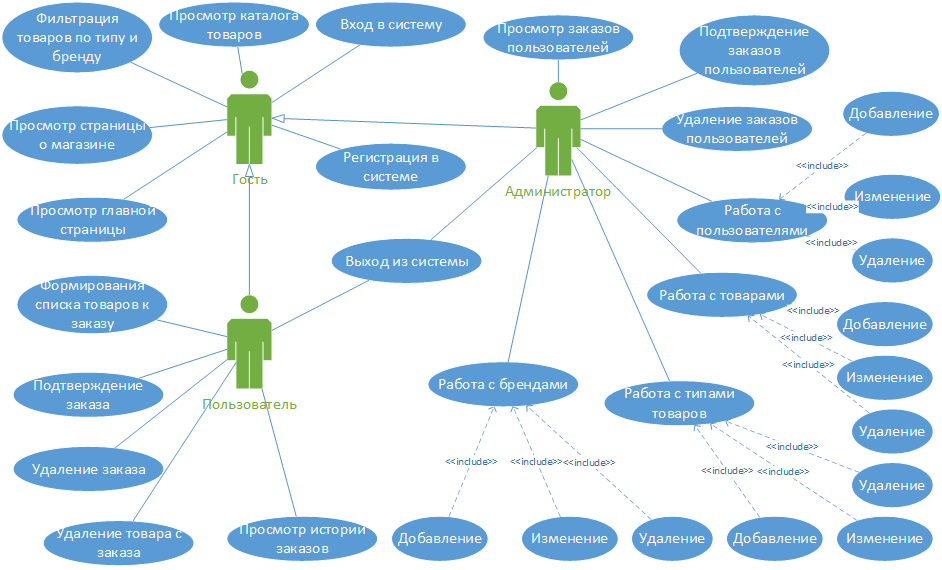 Фильтрация
товаров по типу и
бренду
Просмотр каталога
товаров
Вход в систему
Просмотр заказов
пользователей
Подтверждение
заказов
пользователей
Просмотр страницы
о магазине
Гость
Регистрация в
системе
Администратор
Удаление заказов
пользователей
Добавление
<<include>>
Изменение
<<include>>
Работа с
пользователями
<<include>>
Удаление
Просмотр главной
страницы
Выход из системы
Формирования
списка товаров к
заказу
Работа с товарами
<<include>>
Добавление
<<include>>
Изменение
<<include>>
Удаление
Подтверждение
заказа
Пользователь
Работа с брендами
Работа с типами
товаров
Удаление заказа
<<include>>
<<include>>
<<include>>
<<include>>
<<include>>
<<include>>
Удаление
Удаление товара с
заказа
Просмотр истории
заказов
Добавление
Изменение
Удаление
Добавление
Изменение